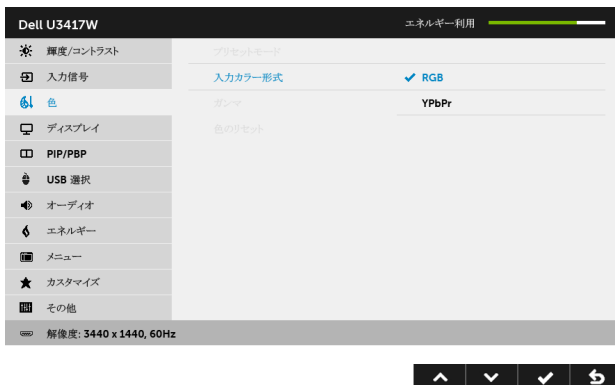 Dell U3417W
エネルギー利用
輝度/コントラスト
プリセットモード
入力信号
入力カラー形式
RGB
色
ガンマ
YPbPr
ディスプレイ
色のリセット
PIP/PBP
USB 選択
オーディオ
エネルギー
メニュー
カスタマイズ
その他
解像度: 3440 x 1440, 60Hz